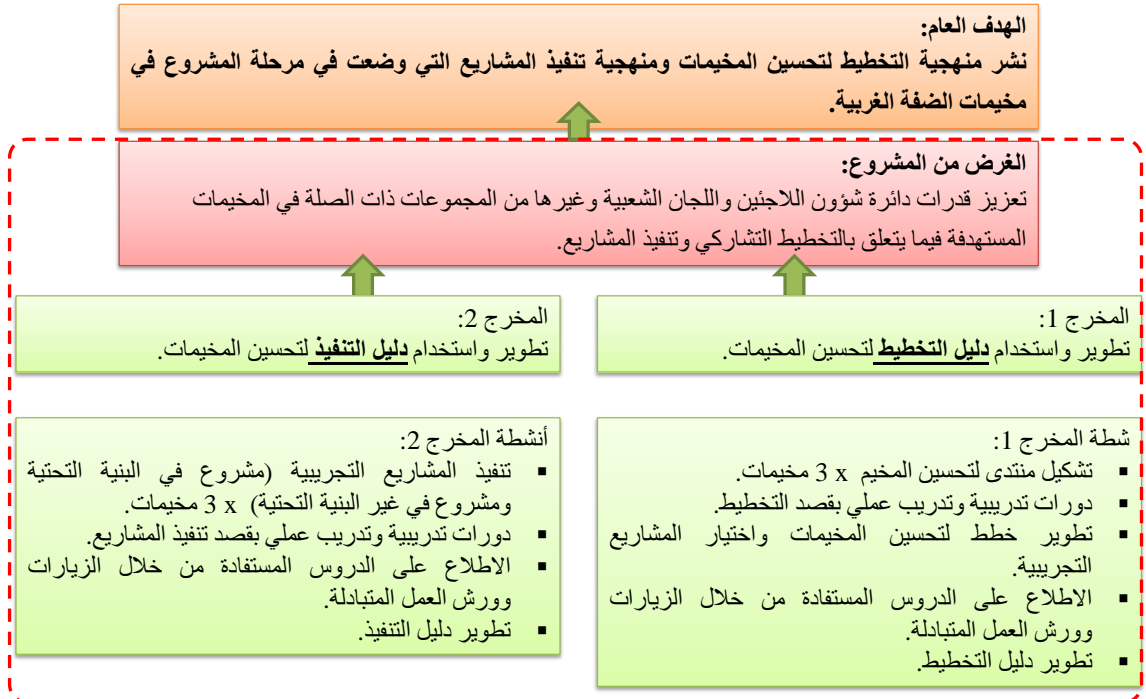 الهدف العام:
نشر منهجية التخطيط لتحسين المخيمات ومنهجية تنفيذ المشاريع التي وضعت في مرحلة المشروع في
مخيمات الضفة الغربية.
الغرض من المشروع:
تعزيز قدرات دائرة شؤون اللاجئين واللجان الشعبية وغيرها من المجموعات ذات الصلة في المخيمات
المستهدفة فيما يتعلق بالتخطيط التشاركي وتنفيذ المشاريع.
المخرج 1:
تطوير واستخدام دليل التخطيط لتحسين المخيمات.
المخرج 2:
تطوير واستخدام دليل التنفيذ لتحسين المخيمات.
شطة المخرج 1:
▪ تشكيل منتدى لتحسين المخيم x 3 مخيمات.
▪ دورات تدريبية وتدريب عملي بقصد التخطيط.
▪ تطوير خطط لتحسين المخيمات واختيار المشاريع
التجريبية.
▪ الاطلاع على الدروس المستفادة من خلال الزيارات
وورش العمل المتبادلة.
▪ تطوير دليل التخطيط.
أنشطة المخرج 2:
▪ تنفيذ المشاريع التجريبية (مشروع في البنية التحتية
ومشروع في غير البنية التحتية) x 3 مخيمات.
▪ دورات تدريبية وتدريب عملي بقصد تنفيذ المشاريع.
▪ الاطلاع على الدروس المستفادة من خلال الزيارات
وورش العمل المتبادلة.
▪ تطوير دليل التنفيذ.